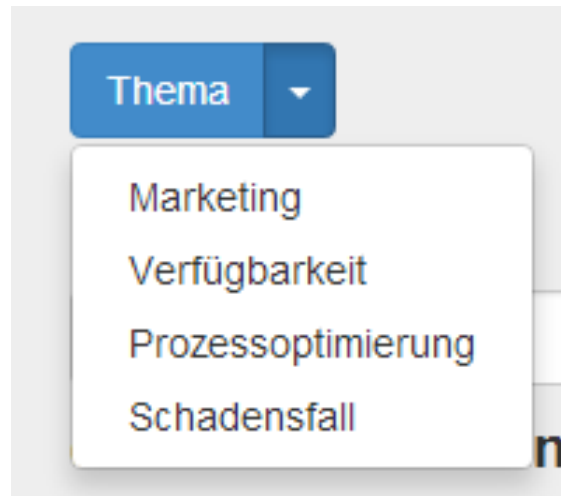 Thema
Marketing
Verfügbarkeit
Prozessoptimierung
Schadensfall